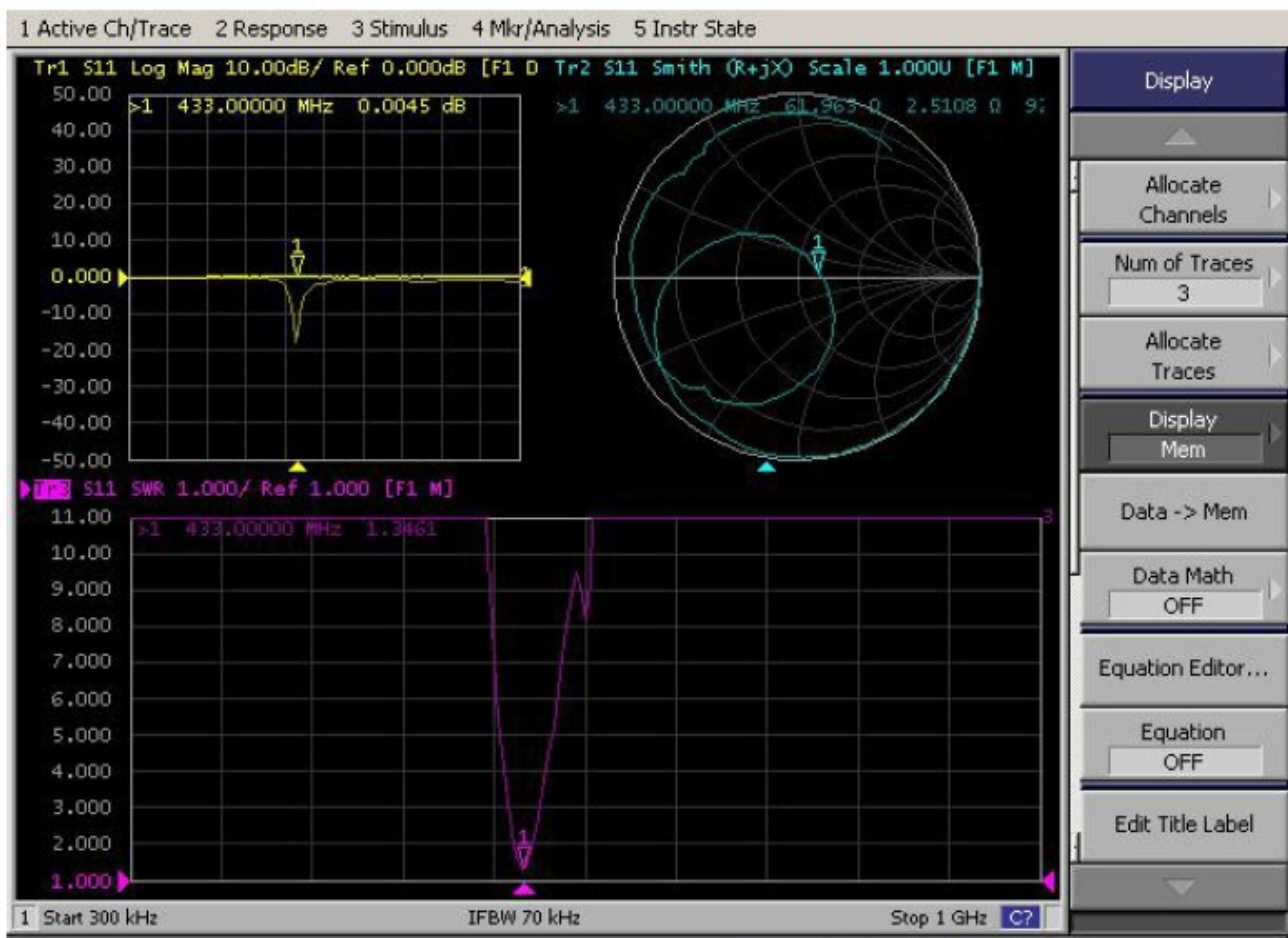 1 Active Ch/Trace 2 Response 3 Stimulus 4 Mkr/Analysis 5 Instr State
Tr1 S11 Log Mag 10.00dB/ Ref 0.000dB [F1 D
Tr2 S11 Smith (R+jX) Scale 1.000U [F1 M]
50.00
>1 433.00000 MHz 0.0045 dB
>1 433.00000 MHz 61.963 Ω 2.5108 Ω
40.00
30.00
20.00
10.00
0.000
-10.00
-20.00
-30.00
-40.00
-50.00
1
1
Tr3 S11 SWR 1.000/ Ref 1.000 [F1 M]
11.00
>1 433.00000 MHz 1.3461
3
10.00
9.000
8.000
7.000
6.000
5.000
4.000
3.000
2.000
1.000
1
1 Start 300 kHz
IFBW 70 kHz
Stop 1 GHz C?
Display
Allocate
Channels
Num of Traces
3
Allocate
Traces
Display
Mem
Data -> Mem
Data Math
OFF
Equation Editor...
Equation
OFF
Edit Title Label